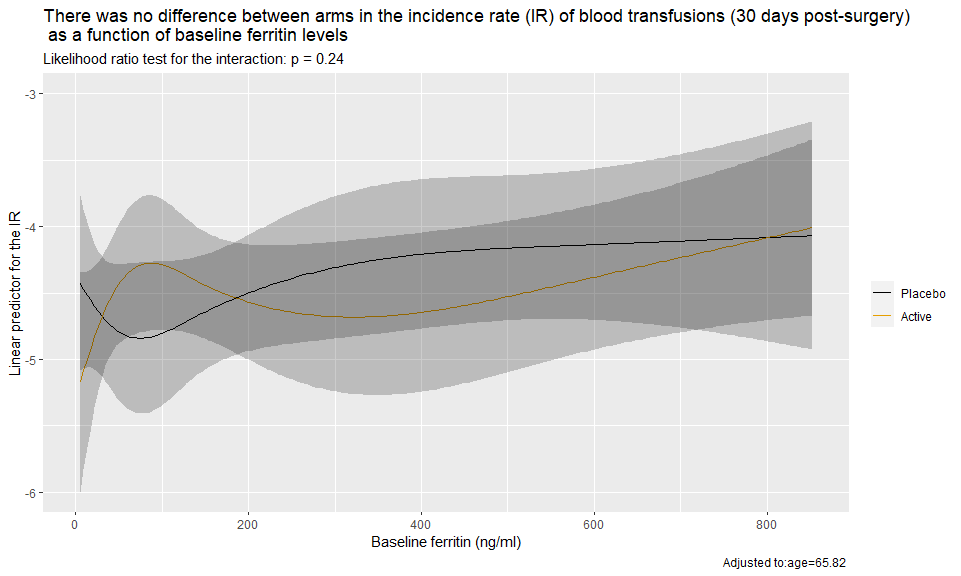 There was no difference between arms in the incidence rate (IR) of blood transfusions (30 days post-surgery)
as a function of baseline ferritin levels
Likelihood ratio test for the interaction: p = 0.24
Linear predictor for the IR
-3
-4
-5
-6
0
200
400
600
800
Baseline ferritin (ng/ml)
Placebo
Active
Adjusted to:age=65.82